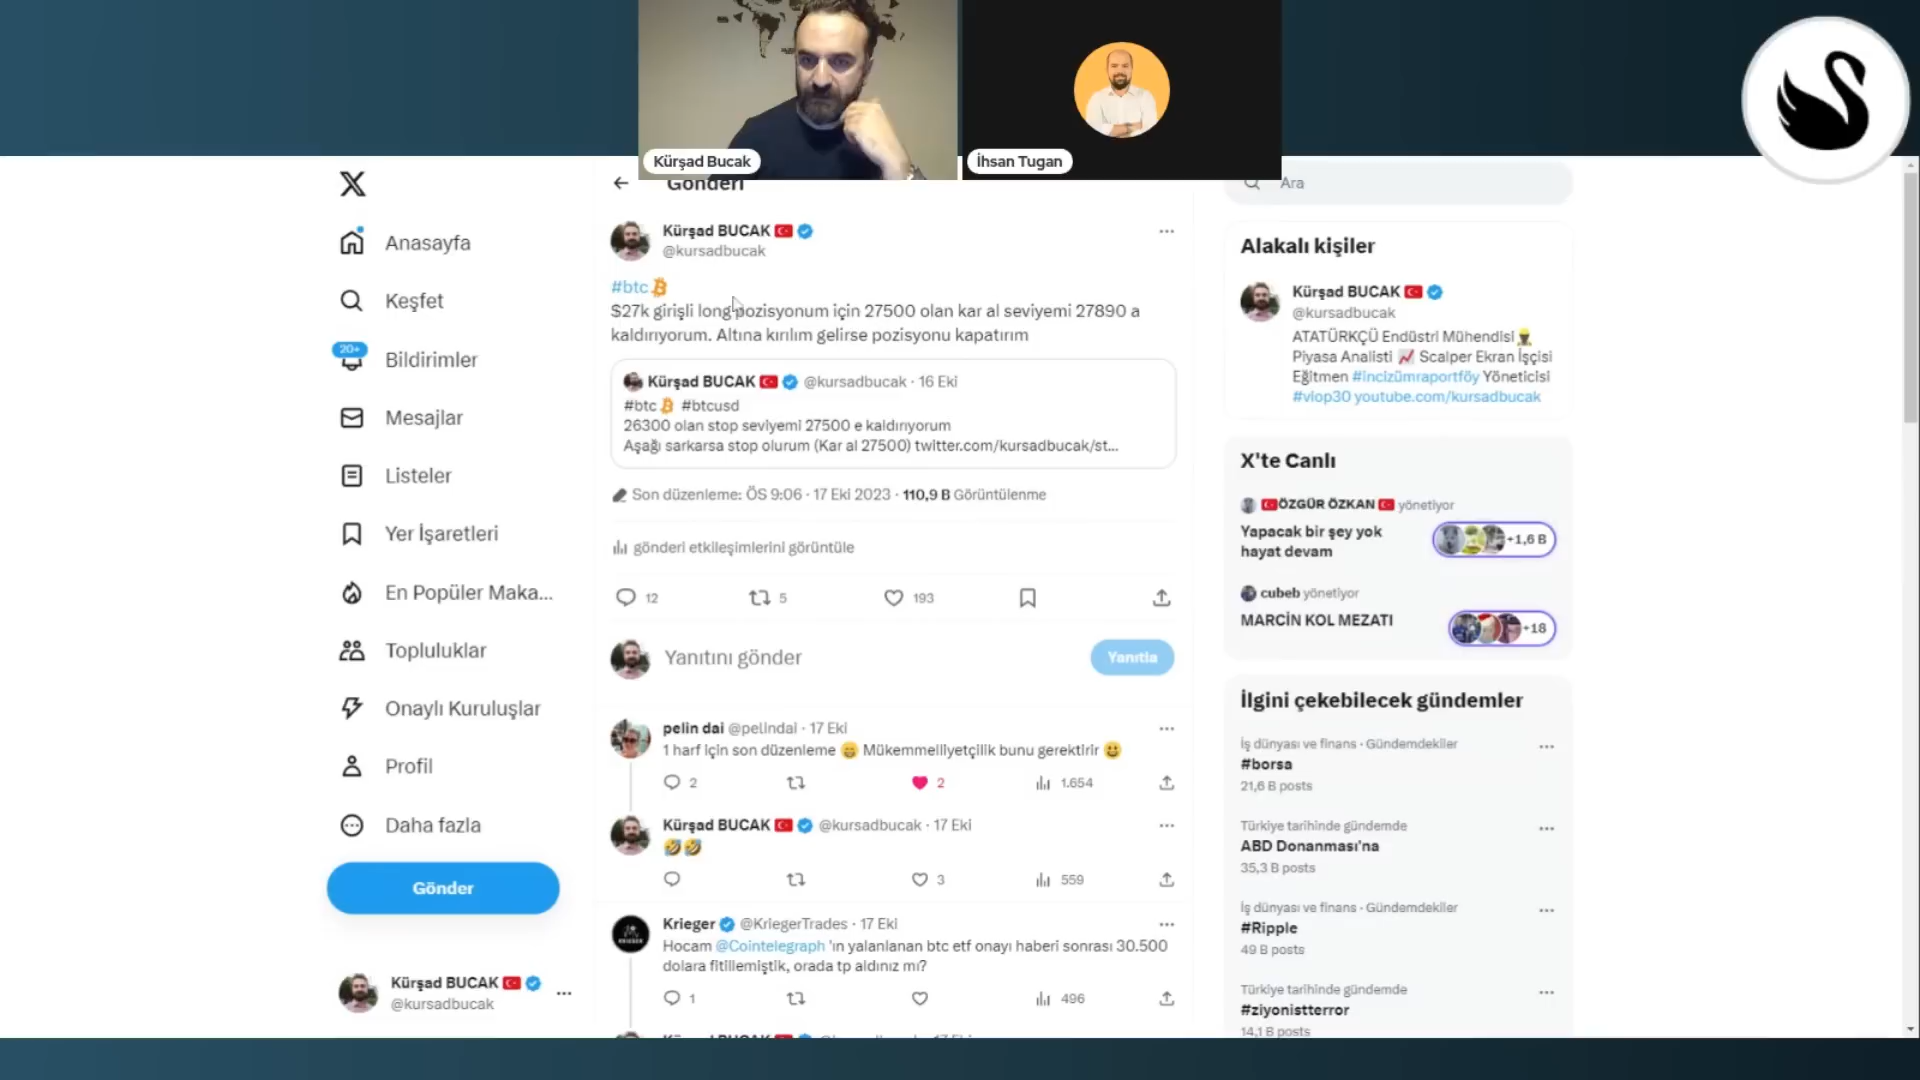 Kürşad Bucak
İhsan Tugan
Gönderi
Ara
Anasayfa
Keşfet
20+
Bildirimler
Mesajlar
Listeler
Yer İşaretleri
En Popüler Maka...
Topluluklar
Onaylı Kuruluşlar
Profil
Daha fazla
Gönder
Kürşad BUCAK
@kursadbucak
Kürşad BUCAK
@kursadbucak
#btc
$27k girişli long pozisyonum için 27500 olan kar al seviyemi 27890 a
kaldırıyorum. Altına kırılım gelirse pozisyonu kapatırım
Kürşad BUCAK @kursadbucak · 16 Eki
#btc #btcusd
26300 olan stop seviyemi 27500 e kaldırıyorum
Aşağı sarkarsa stop olurum (Kar al 27500) twitter.com/kursadbucak/st...
Son düzenleme: ÖS 9:06 · 17 Eki 2023 · 110,9 B Görüntülenme
gönderi etkileşimlerini görüntüle
12 5 193
Yanıtını gönder
Yanıtla
pelin dai @pelindai · 17 Eki
1 harf için son düzenleme Mükemmelliyetçilik bunu gerektirir
2 2 1.654
Kürşad BUCAK @kursadbucak · 17 Eki
3 559
Krieger @KriegerTrades · 17 Eki
Hocam @Cointelegraph 'ın yalanlanan btc etf onayı haberi sonrası 30.500
dolara fitillemiştik, orada tp aldınız mı?
1 496
Alakalı kişiler
Kürşad BUCAK
@kursadbucak
ATATÜRKÇÜ Endüstri Mühendisi
Piyasa Analisti Scalper Ekran İşçisi
Eğitmen #incizümraportföy Yöneticisi
#viop30 youtube.com/kursadbucak
X'te Canlı
ÖZGÜR ÖZKAN yönetiyor
Yapacak bir şey yok
hayat devam
+1,6 B
cubeb yönetiyor
MARCİN KOL MEZATI
+18
İlgini çekebilecek gündemler
İş dünyası ve finans · Gündemdekiler
#borsa
21,6 B posts
Türkiye tarihinde gündemde
ABD Donanması'na
35,3 B posts
İş dünyası ve finans · Gündemdekiler
#Ripple
49 B posts
Türkiye tarihinde gündemde
#ziyonistterror
14,1 B posts